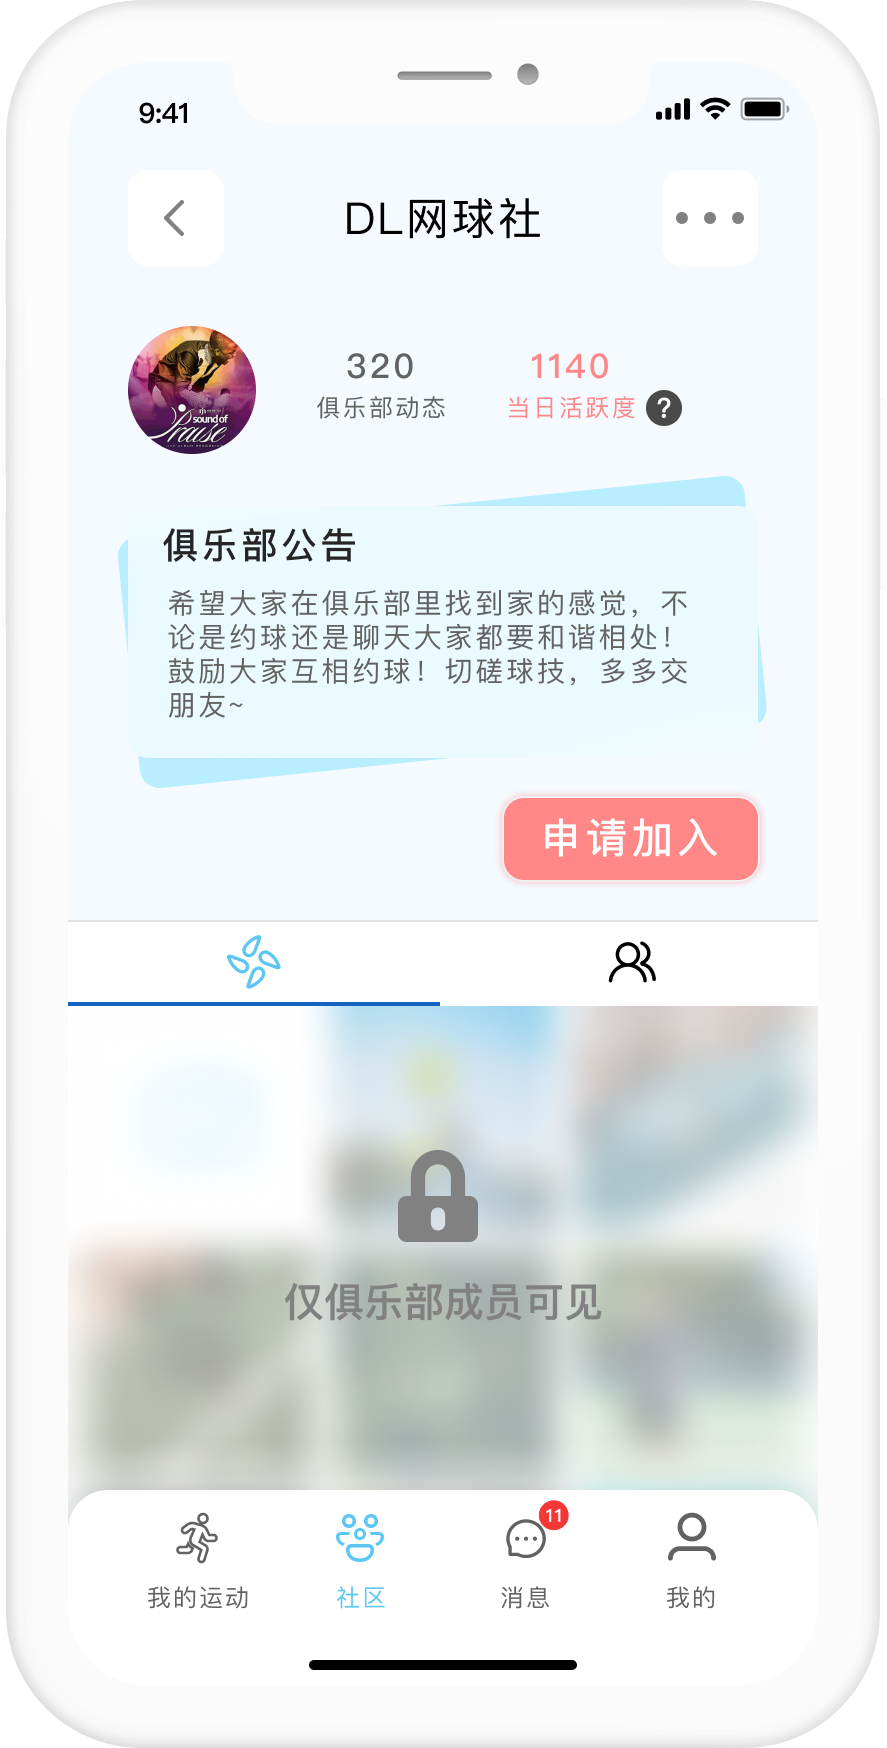 9:41
DL网球社
320
1140
俱乐部动态
当日活跃度
?
sound of
Praise
俱乐部公告
希望大家在俱乐部里找到家的感觉，不
论是约球还是聊天大家都要和谐相处！
鼓励大家互相约球！切磋球技，多多交
朋友~
申请加入
仅俱乐部成员可见
11
我的运动
社区
消息
我的